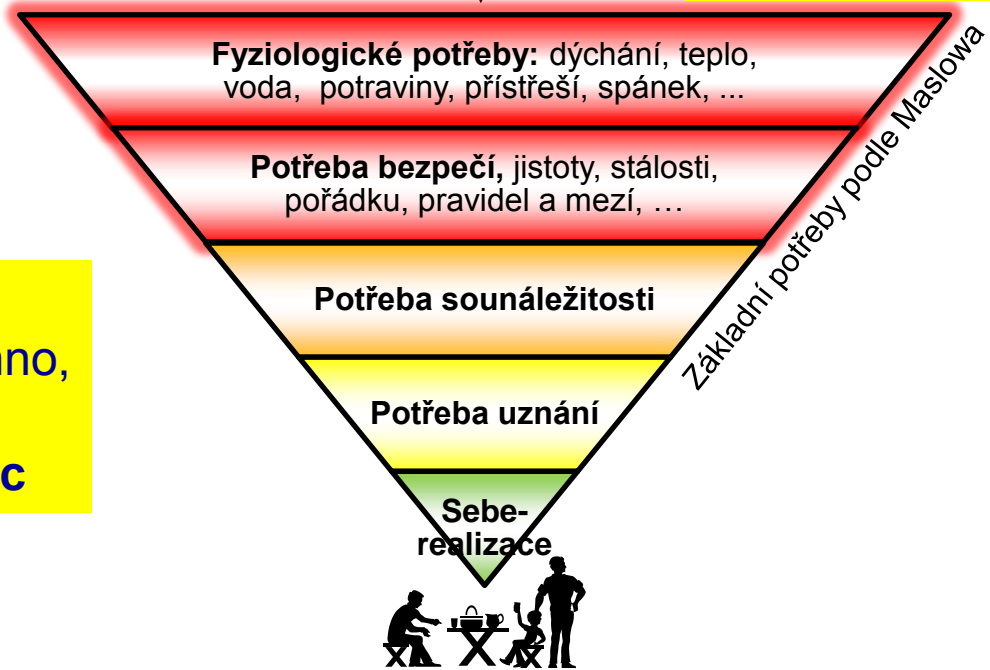 Fyziologické potřeby: dýchání, teplo,
voda, potraviny, přístřeší, spánek, ...
Potřeba bezpečí, jistoty, stálosti,
pořádku, pravidel a mezí, …
Potřeba sounáležitosti
Potřeba uznání
Sebe-
realizace
Základní potřeby podle Maslowa